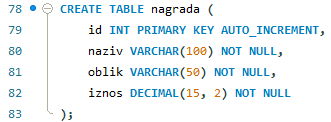 78 CREATE TABLE nagrada (
79 id INT PRIMARY KEY AUTO_INCREMENT,
80 naziv VARCHAR(100) NOT NULL,
81 oblik VARCHAR(50) NOT NULL,
82 iznos DECIMAL(15, 2) NOT NULL
83 );